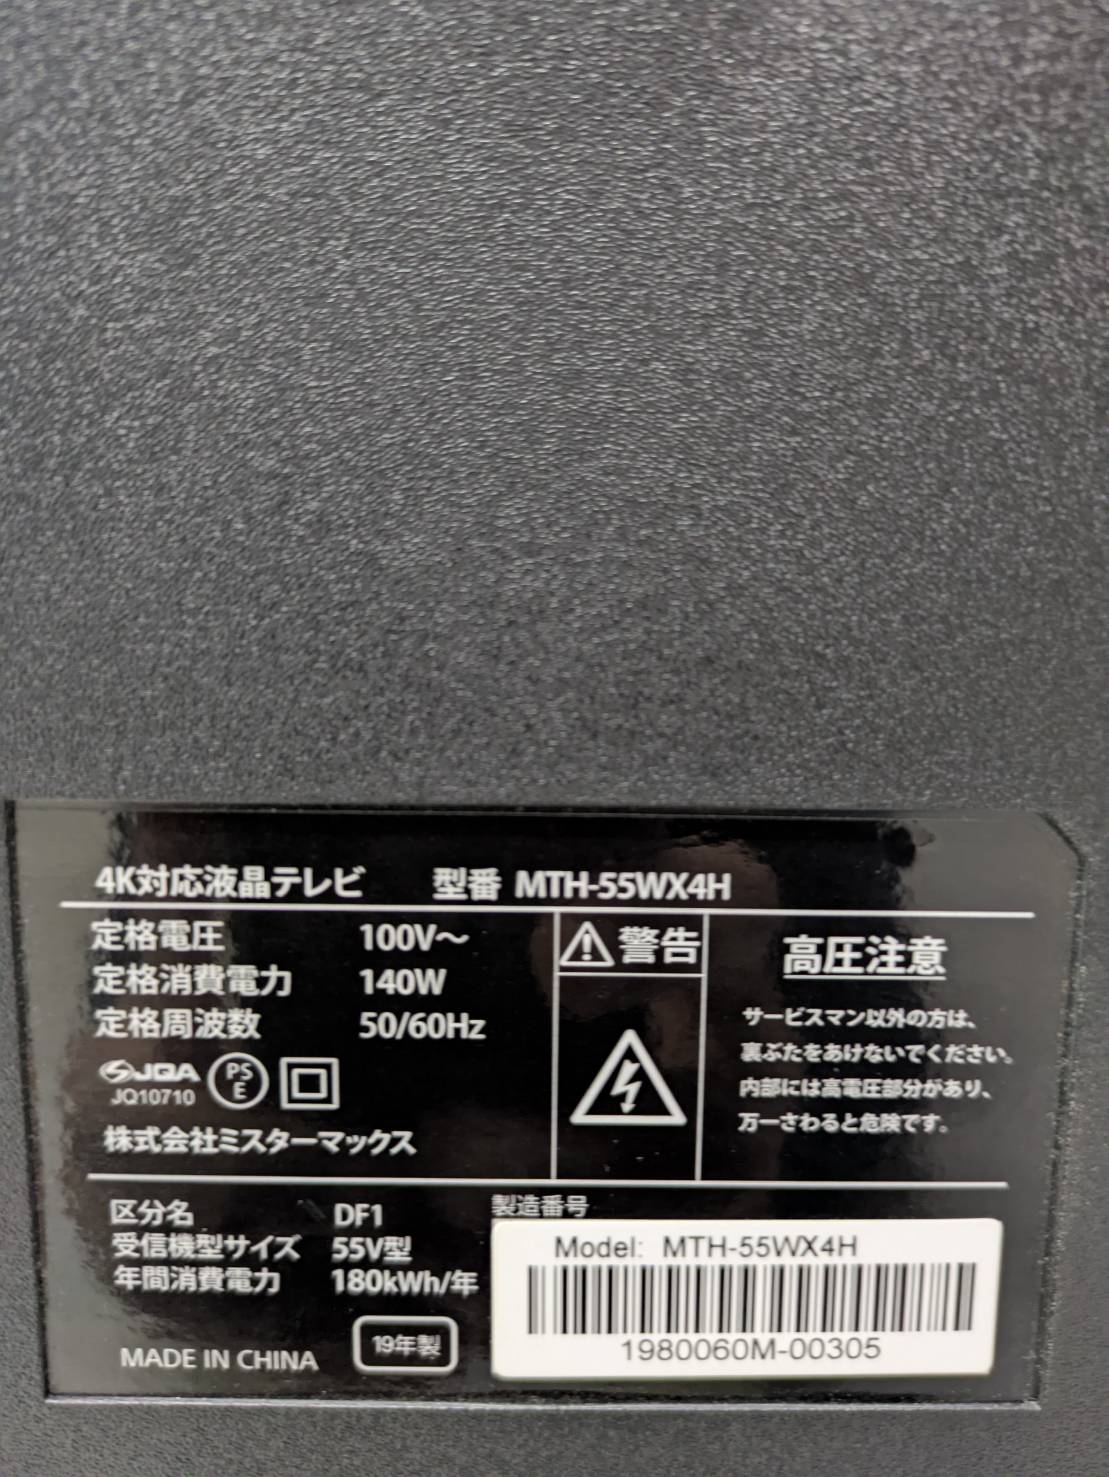 4K対応液晶テレビ 型番 MTH-55WX4H
定格電圧 100V～
定格消費電力 140W
定格周波数 50/60Hz
JQA
JQ10710
PS
E
株式会社ミスターマックス
警告
高圧注意
サービスマン以外の方は、
裏ぶたをあけないでください。
内部には高電圧部分があり、
万一さわると危険です。
区分名 DF1
受信機型サイズ 55V型
年間消費電力 180kWh/年
MADE IN CHINA
19年製
製造番号
Model: MTH-55WX4H
1980060M-00305